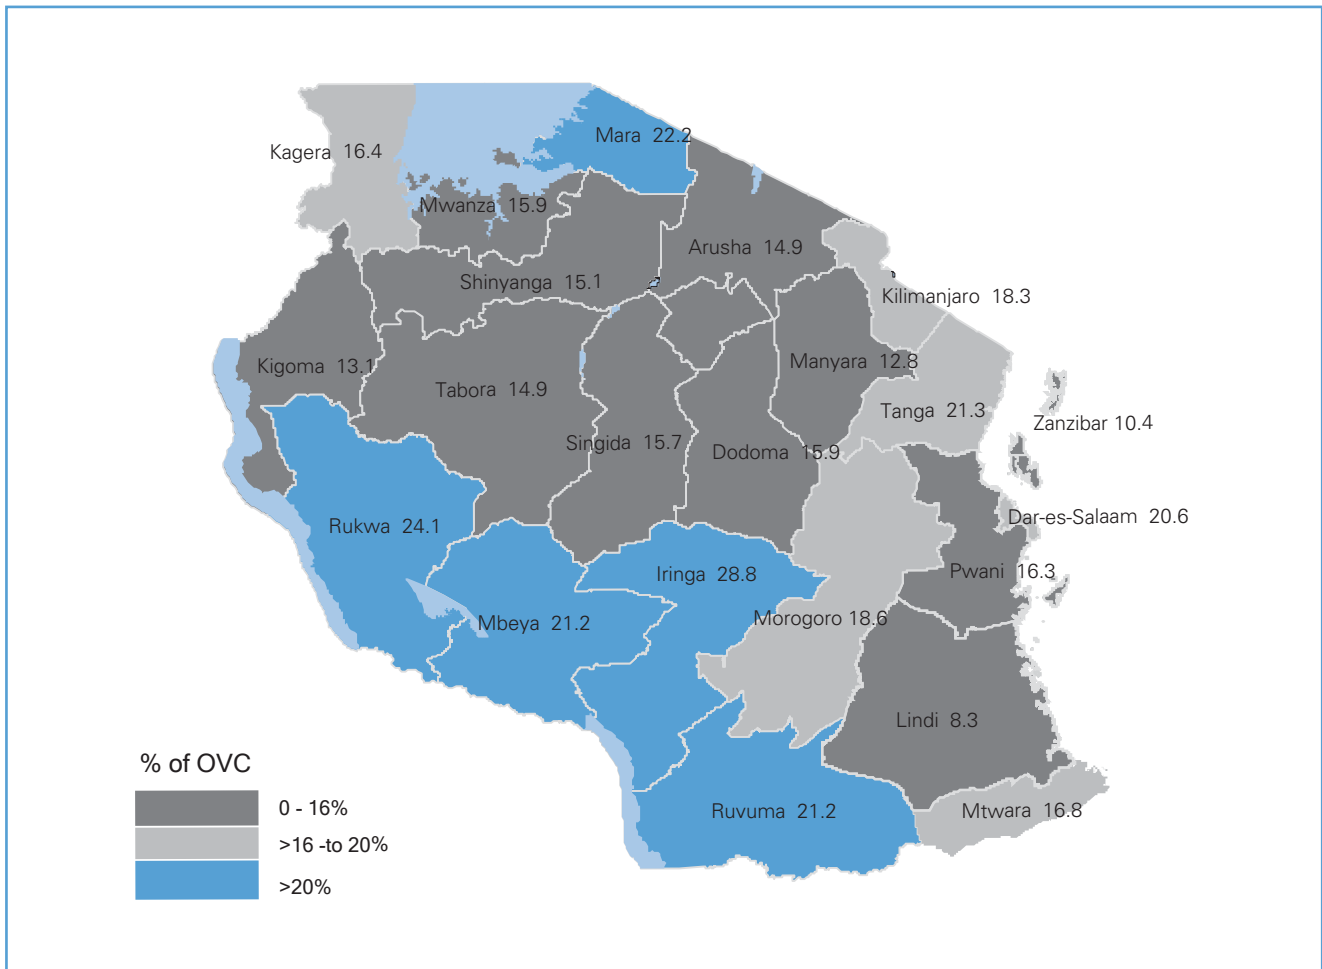 Mara 22.2
Kagera 16.4
Mwanza 15.9
Arusha 14.9
Shinyanga 15.1
Kilimanjaro 18.3
Kigoma 13.1
Manyara 12.8
Tabora 14.9
Tanga 21.3
Zanzibar 10.4
Singida 15.7
Dodoma 15.9
Rukwa 24.1
Dar-es-Salaam 20.6
Iringa 28.8
Pwani 16.3
Mbeya 21.2
Morogoro 18.6
Lindi 8.3
Ruvuma 21.2
Mtwara 16.8
% of OVC
0 - 16%
>16 -to 20%
>20%